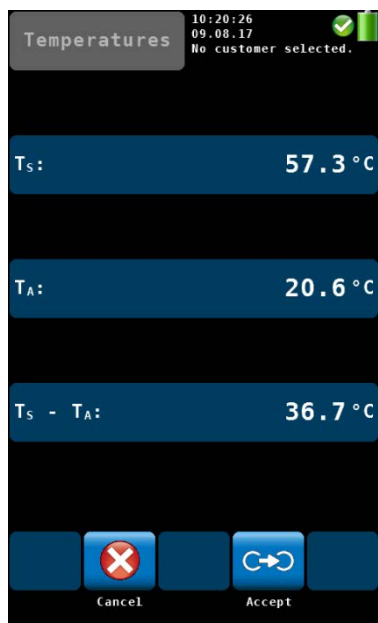 Temperatures
10:20:26
09.08.17
No customer selected.
Ts: 57.3 °C
TA: 20.6 °C
Ts - TA: 36.7 °C
Cancel Accept